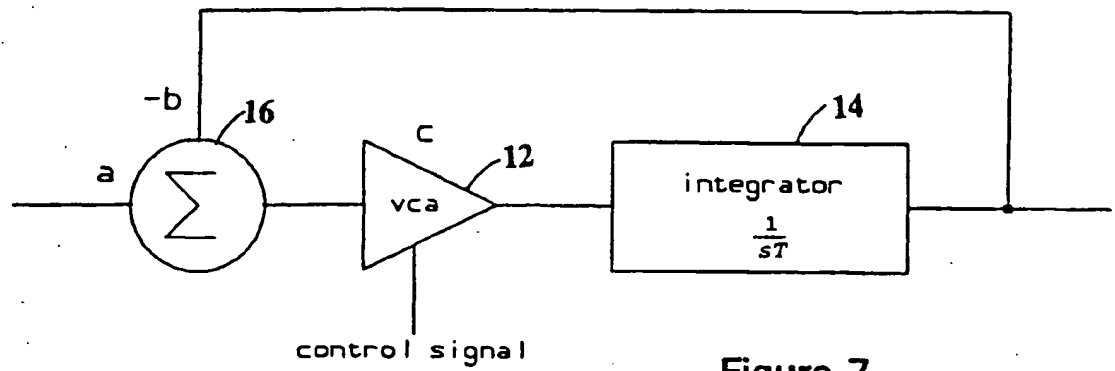 -b
16
a
Σ
C
12
vca
control signal
14
integrator
1
sT
Figure 7